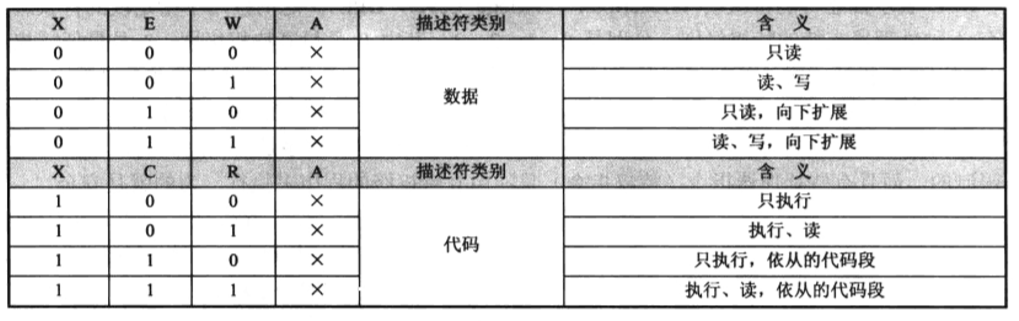 X E W A 描述符类别 含 义
0 0 0 × 数据 只读
0 0 1 × 读、写
0 1 0 × 只读，向下扩展
0 1 1 × 读、写，向下扩展
X C R A 描述符类别 含 义
1 0 0 × 代码 只执行
1 0 1 × 执行、读
1 1 0 × 只执行，依从的代码段
1 1 1 × 执行、读，依从的代码段